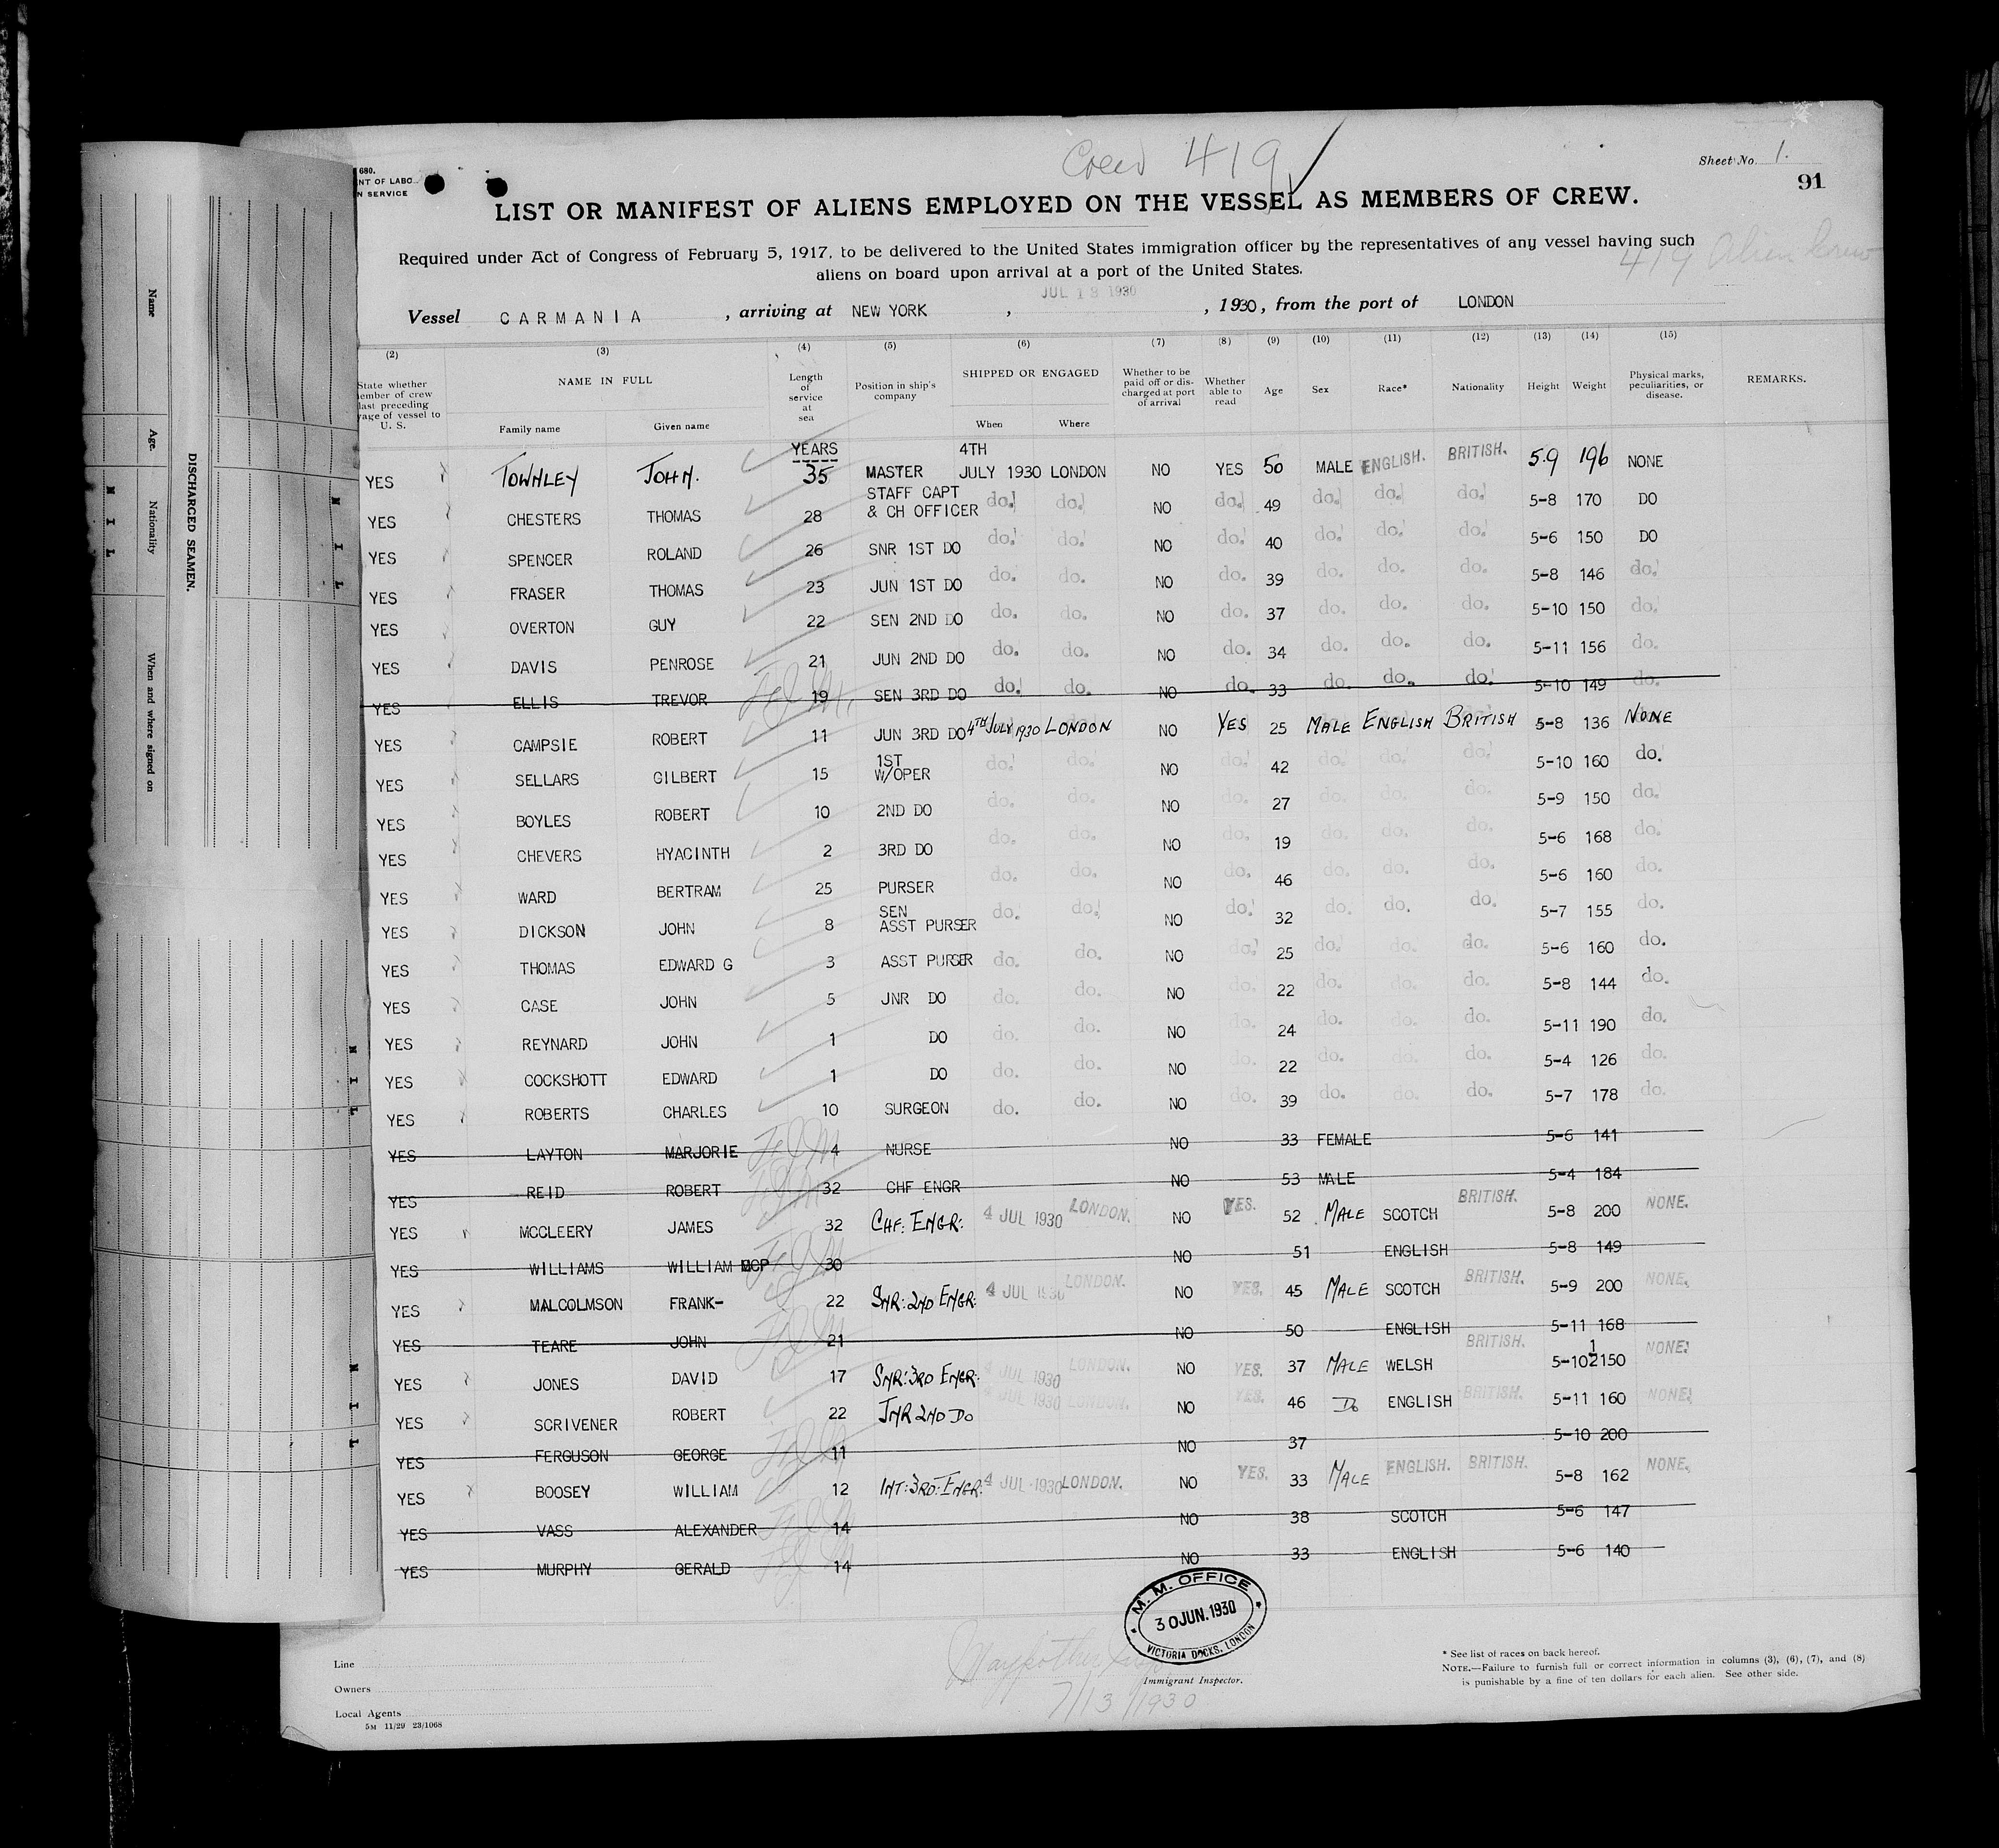 Crew 419
Sheet No. 1.
680.
NT OF LABO
N SERVICE
91
LIST OR MANIFEST OF ALIENS EMPLOYED ON THE VESSEL AS MEMBERS OF CREW.
Required under Act of Congress of February 5, 1917, to be delivered to the United States immigration officer by the representatives of any vessel having such
aliens on board upon arrival at a port of the United States.
419 Alien Crew
JUL 13 1930
Vessel CARMANIA , arriving at NEW YORK , , 1930, from the port of LONDON
(2) (3) (4) (5) (6) (7) (8) (9) (10) (11) (12) (13) (14) (15)
State whether
ember of crew
last preceding
age of vessel to
U. S.
NAME IN FULL
Family name Given name
Length
of
service
at
sea
Position in ship's
company
SHIPPED OR ENGAGED
When Where
Whether to be
paid off or dis-
charged at port
of arrival
Whether
able to
read
Age
Sex
Race*
Nationality
Height
Weight
Physical marks,
peculiarities, or
disease.
REMARKS.
YEARS 4TH
YES TOWNLEY JOHN. 35 MASTER JULY 1930 LONDON NO YES 50 MALE ENGLISH. BRITISH. 5.9 196 NONE
YES CHESTERS THOMAS 28 STAFF CAPT & CH OFFICER do. do. NO do. 49 do. do. do. 5-8 170 DO
YES SPENCER ROLAND 26 SNR 1ST DO do. do. NO do. 40 do. do. do. 5-6 150 DO
YES FRASER THOMAS 23 JUN 1ST DO do. do. NO do. 39 do. do. do. 5-8 146 do.
YES OVERTON GUY 22 SEN 2ND DO do. do. NO do. 37 do. do. do. 5-10 150 do.
YES DAVIS PENROSE 21 JUN 2ND DO do. do. NO do. 34 do. do. do. 5-11 156 do.
YES ELLIS TREVOR 19 SEN 3RD DO do. do. NO do. 33 do. do. do. 5-10 149 do.
YES CAMPSIE ROBERT 11 JUN 3RD DO 4TH JULY 1930 LONDON NO YES 25 MALE ENGLISH BRITISH 5-8 136 NONE
YES SELLARS GILBERT 15 1ST W/OPER do. do. NO do. 42 do. do. do. 5-10 160 do.
YES BOYLES ROBERT 10 2ND DO do. do. NO do. 27 do. do. do. 5-9 150 do.
YES CHEVERS HYACINTH 2 3RD DO do. do. NO do. 19 do. do. do. 5-6 168 do.
YES WARD BERTRAM 25 PURSER do. do. NO do. 46 do. do. do. 5-6 160 do.
YES DICKSON JOHN 8 SEN ASST PURSER do. do. NO do. 32 do. do. do. 5-7 155 do.
YES THOMAS EDWARD G 3 ASST PURSER do. do. NO do. 25 do. do. do. 5-6 160 do.
YES CASE JOHN 5 JNR DO do. do. NO do. 22 do. do. do. 5-8 144 do.
YES REYNARD JOHN 1 DO do. do. NO do. 24 do. do. do. 5-11 190 do.
YES COCKSHOTT EDWARD 1 DO do. do. NO do. 22 do. do. do. 5-4 126 do.
YES ROBERTS CHARLES 10 SURGEON do. do. NO do. 39 do. do. do. 5-7 178 do.
YES LAYTON MARJORIE 4 NURSE NO 33 FEMALE 5-6 141
YES REID ROBERT 32 CHF ENGR NO 53 MALE 5-4 184
YES MCCLEERY JAMES 32 CHF: ENGR: 4 JUL 1930 LONDON. NO YES. 52 MALE SCOTCH BRITISH. 5-8 200 NONE.
YES WILLIAMS WILLIAM MCP 30 NO 51 ENGLISH 5-8 149
YES MALCOLMSON FRANK- 22 SNR: 2ND ENGR: 4 JUL 1930 LONDON. NO YES. 45 MALE SCOTCH BRITISH. 5-9 200 NONE.
YES TEARE JOHN 21 NO 50 ENGLISH 5-11 168
YES JONES DAVID 17 SNR: 3RD ENGR: 4 JUL 1930 LONDON. NO YES. 37 MALE WELSH BRITISH. 5-10 1/2 150 NONE.
YES SCRIVENER ROBERT 22 JNR 2ND DO 4 JUL 1930 LONDON. NO YES. 46 Do ENGLISH BRITISH. 5-11 160 NONE.
YES FERGUSON GEORGE 11 NO 37 5-10 200
YES BOOSEY WILLIAM 12 INT: 3RD: ENGR: 4 JUL 1930 LONDON. NO YES. 33 MALE ENGLISH. BRITISH. 5-8 162 NONE.
YES VASS ALEXANDER 14 NO 38 SCOTCH 5-6 147
YES MURPHY GERALD 14 NO 33 ENGLISH 5-6 140
M. M. OFFICE
30 JUN. 1930
VICTORIA DOCKS, LONDON
Line
Owners
Local Agents
5M 11/29 23/1068
Immigrant Inspector.
7/13/1930
* See list of races on back hereof.
NOTE.—Failure to furnish full or correct information in columns (3), (6), (7), and (8)
is punishable by a fine of ten dollars for each alien. See other side.
DISCHARGED SEAMEN.
Name
Age.
Nationality
When and where signed on
N I L
N I L
N I L
N I L